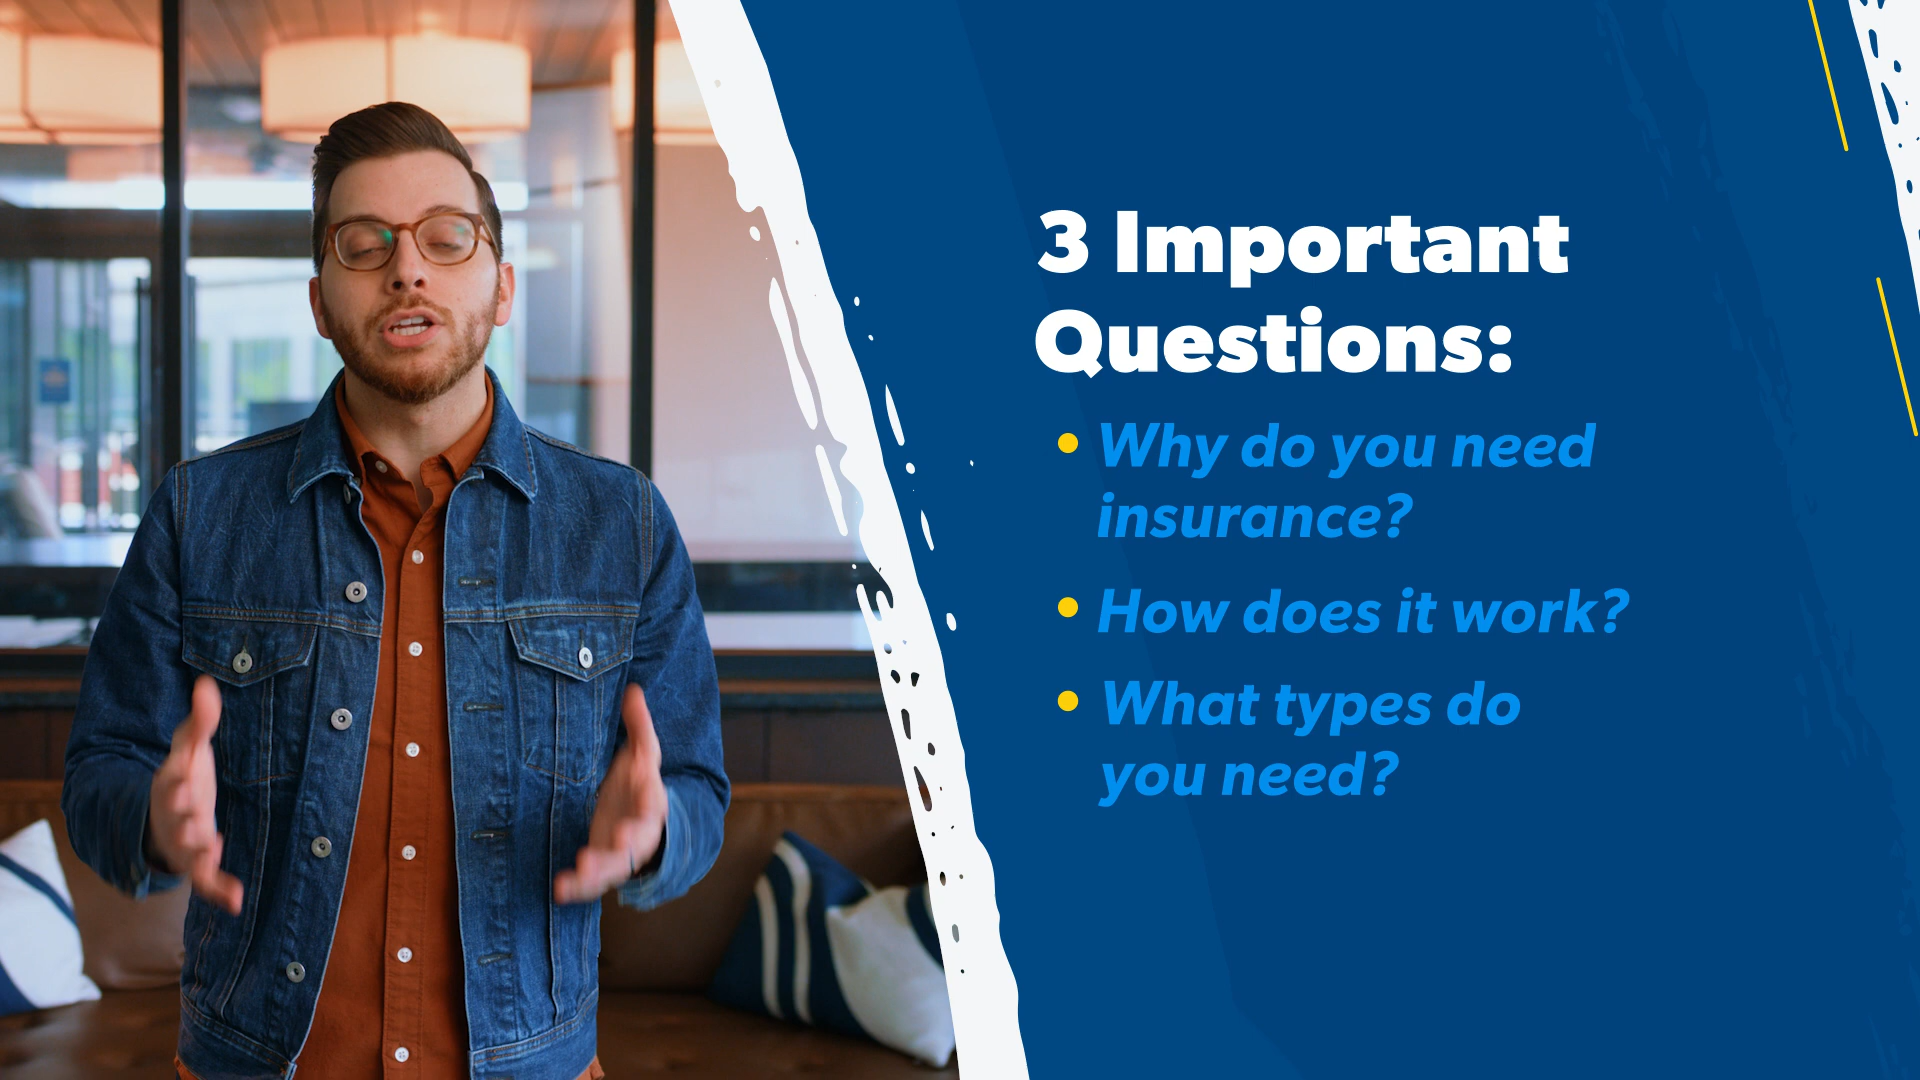 3 Important
Questions:
• Why do you need
insurance?
• How does it work?
• What types do
you need?